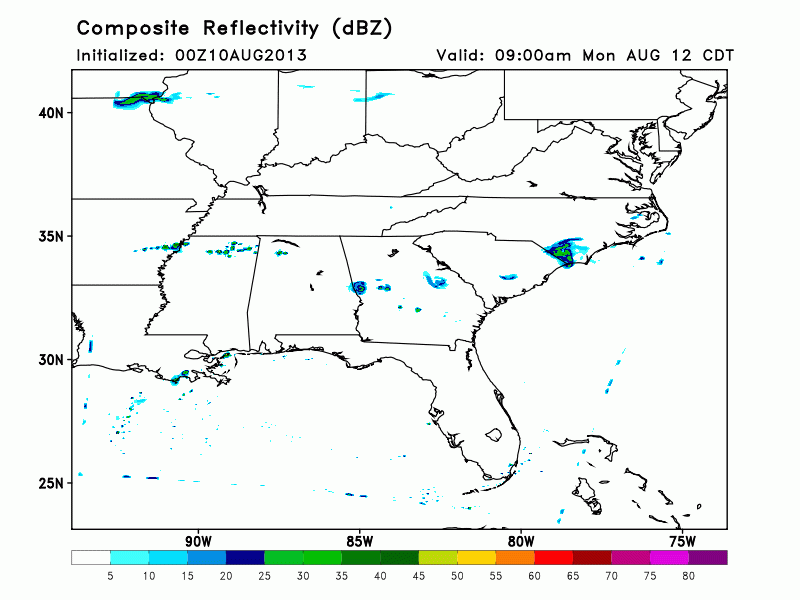 Composite Reflectivity (dBZ)
Initialized: 00Z10AUG2013 Valid: 09:00am Mon AUG 12 CDT
40N
35N
30N
25N
90W 85W 80W 75W
5 10 15 20 25 30 35 40 45 50 55 60 65 70 75 80